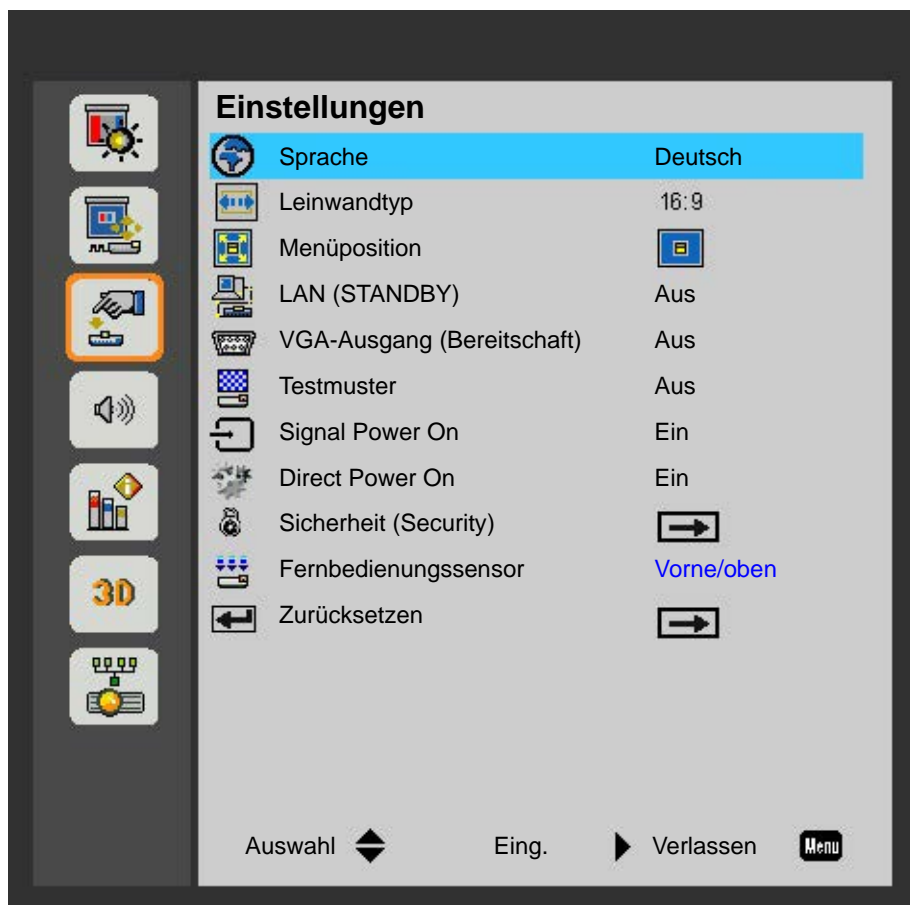 Einstellungen
Sprache Deutsch
Leinwandtyp 16:9
Menüposition
LAN (STANDBY) Aus
VGA-Ausgang (Bereitschaft) Aus
Testmuster Aus
Signal Power On Ein
Direct Power On Ein
Sicherheit (Security)
Fernbedienungssensor Vorne/oben
Zurücksetzen
3D
Auswahl Eing. Verlassen Menu